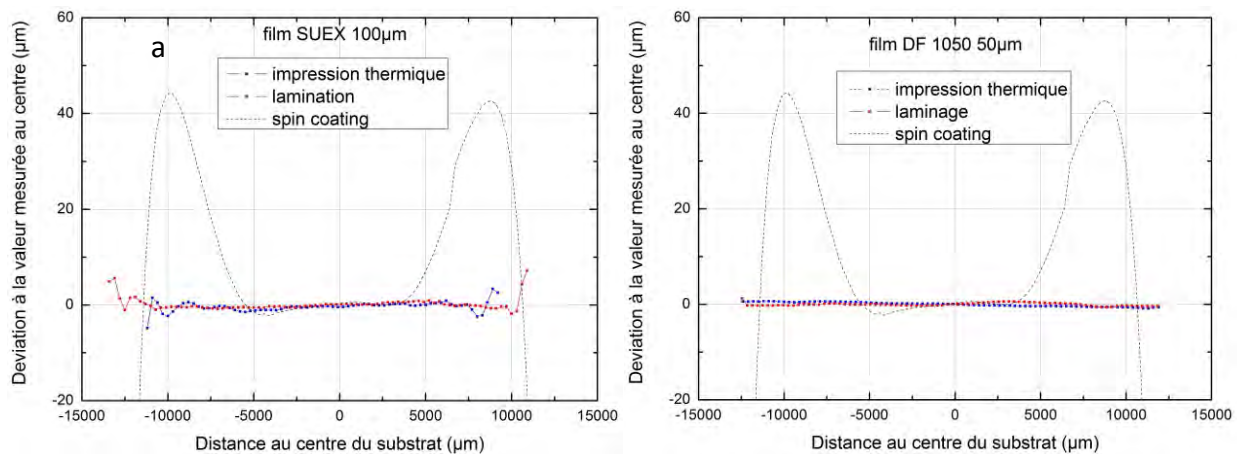 a
film SUEX 100µm
impression thermique
lamination
spin coating
Deviation à la valeur mesurée au centre (µm)
60
40
20
0
-20
-15000 -10000 -5000 0 5000 10000 15000
Distance au centre du substrat (µm)
film DF 1050 50µm
impression thermique
laminage
spin coating
Deviation à la valeur mesurée au centre (µm)
60
40
20
0
-20
-15000 -10000 -5000 0 5000 10000 15000
Distance au centre du substrat (µm)